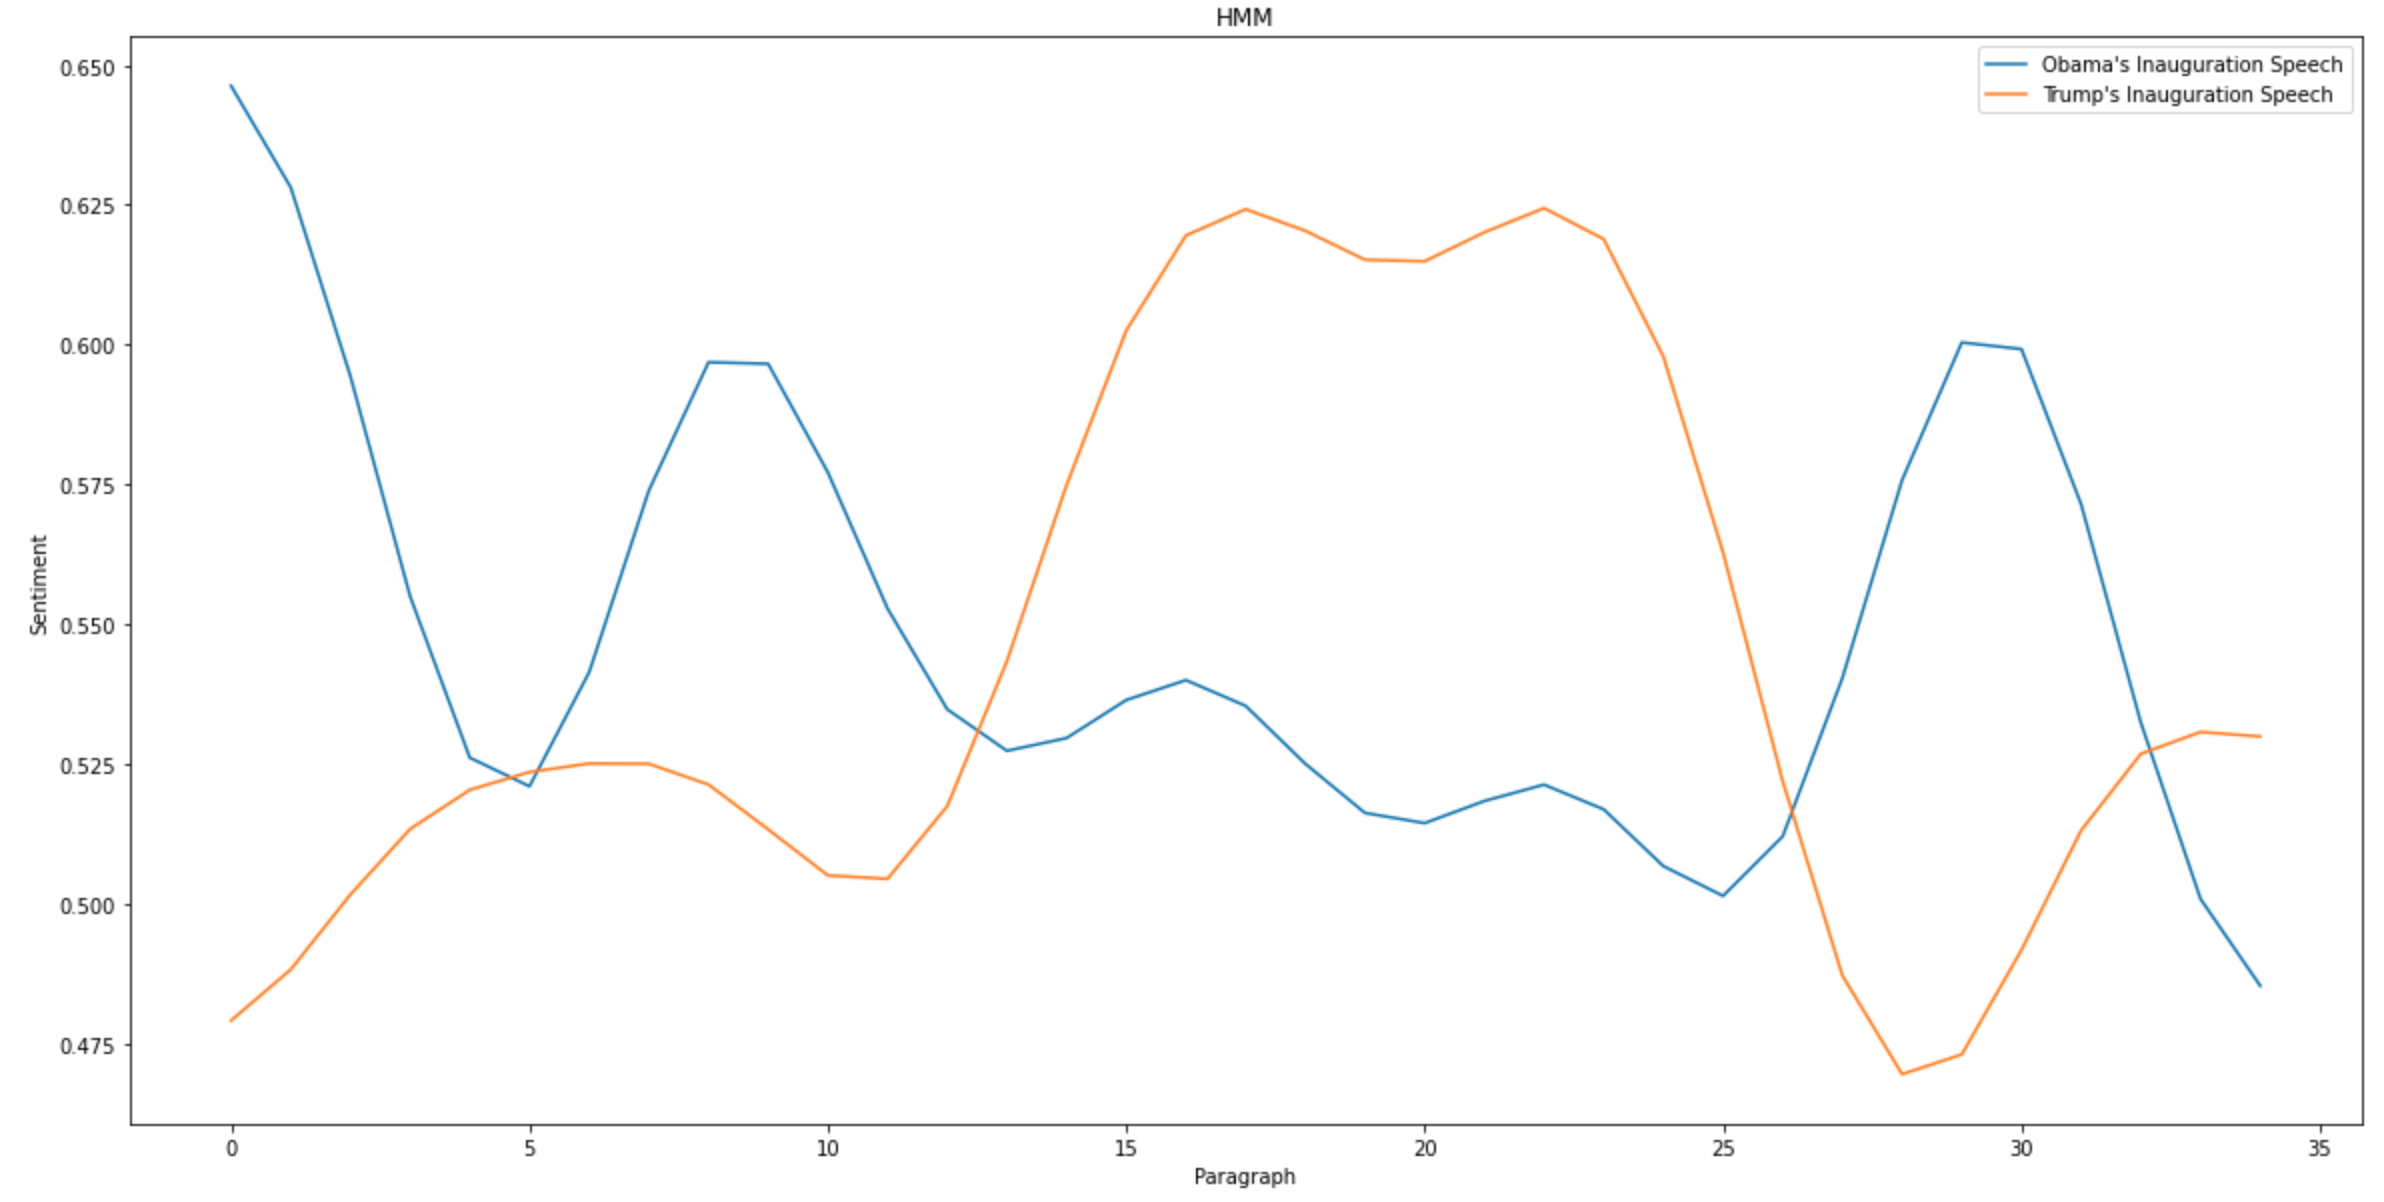 HMM
Obama's Inauguration Speech
Trump's Inauguration Speech
Sentiment
0.650
0.625
0.600
0.575
0.550
0.525
0.500
0.475
0 5 10 15 20 25 30 35
Paragraph